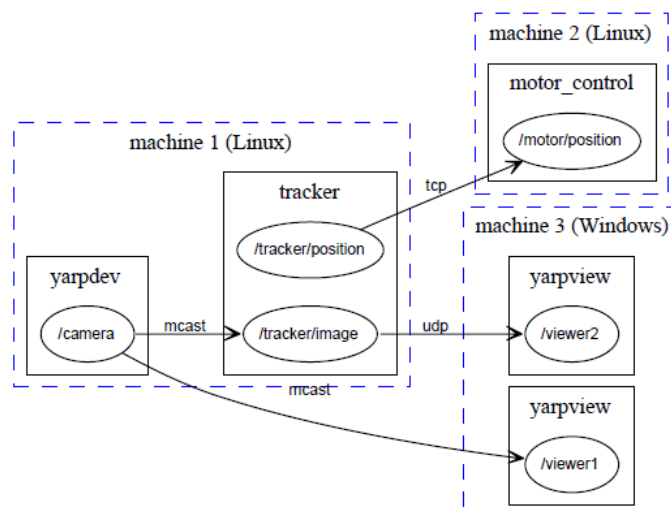 machine 2 (Linux)
motor_control
/motor/position
machine 1 (Linux)
tcp
tracker
machine 3 (Windows)
/tracker/position
yarpdev
yarpview
/camera
mcast
/tracker/image
udp
/viewer2
mcast
yarpview
/viewer1